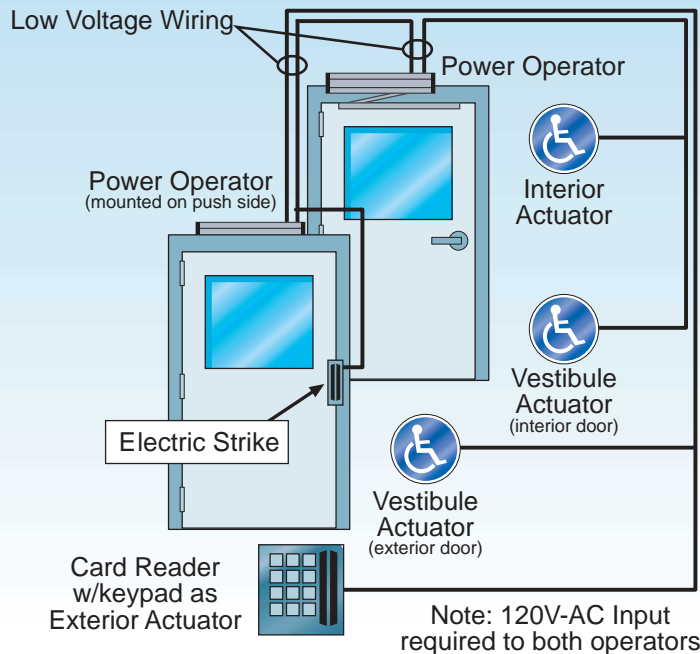 Low Voltage Wiring
Power Operator
Power Operator
(mounted on push side)
Interior
Actuator
Vestibule
Actuator
(interior door)
Electric Strike
Vestibule
Actuator
(exterior door)
Card Reader
w/keypad as
Exterior Actuator
Note: 120V-AC Input
required to both operators